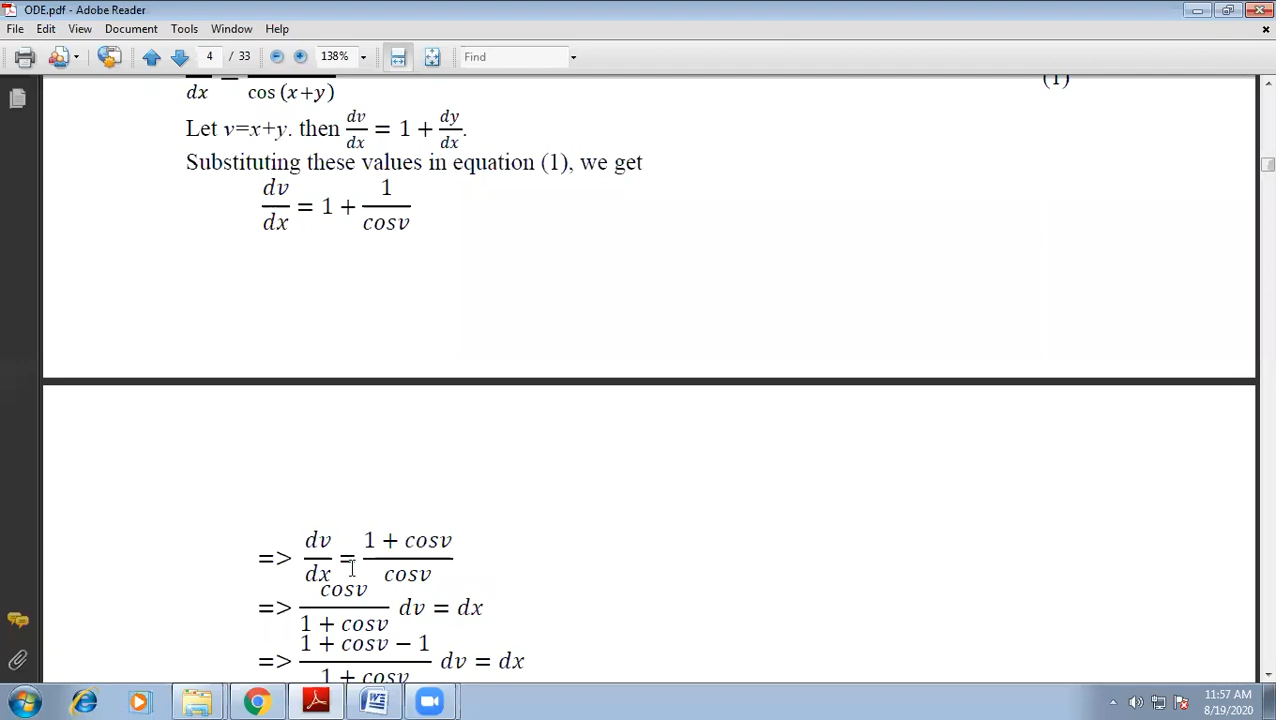 ODE.pdf - Adobe Reader
File Edit View Document Tools Window Help
4 / 33 138% Find
dx = cos (x+y) (1)
Let v=x+y. then dv/dx = 1 + dy/dx.
Substituting these values in equation (1), we get
dv/dx = 1 + 1/cosv
=> dv/dx = 1 + cosv/cosv
=> cosv/1 + cosv dv = dx
=> 1 + cosv − 1/1 + cosv dv = dx
11:57 AM
8/19/2020